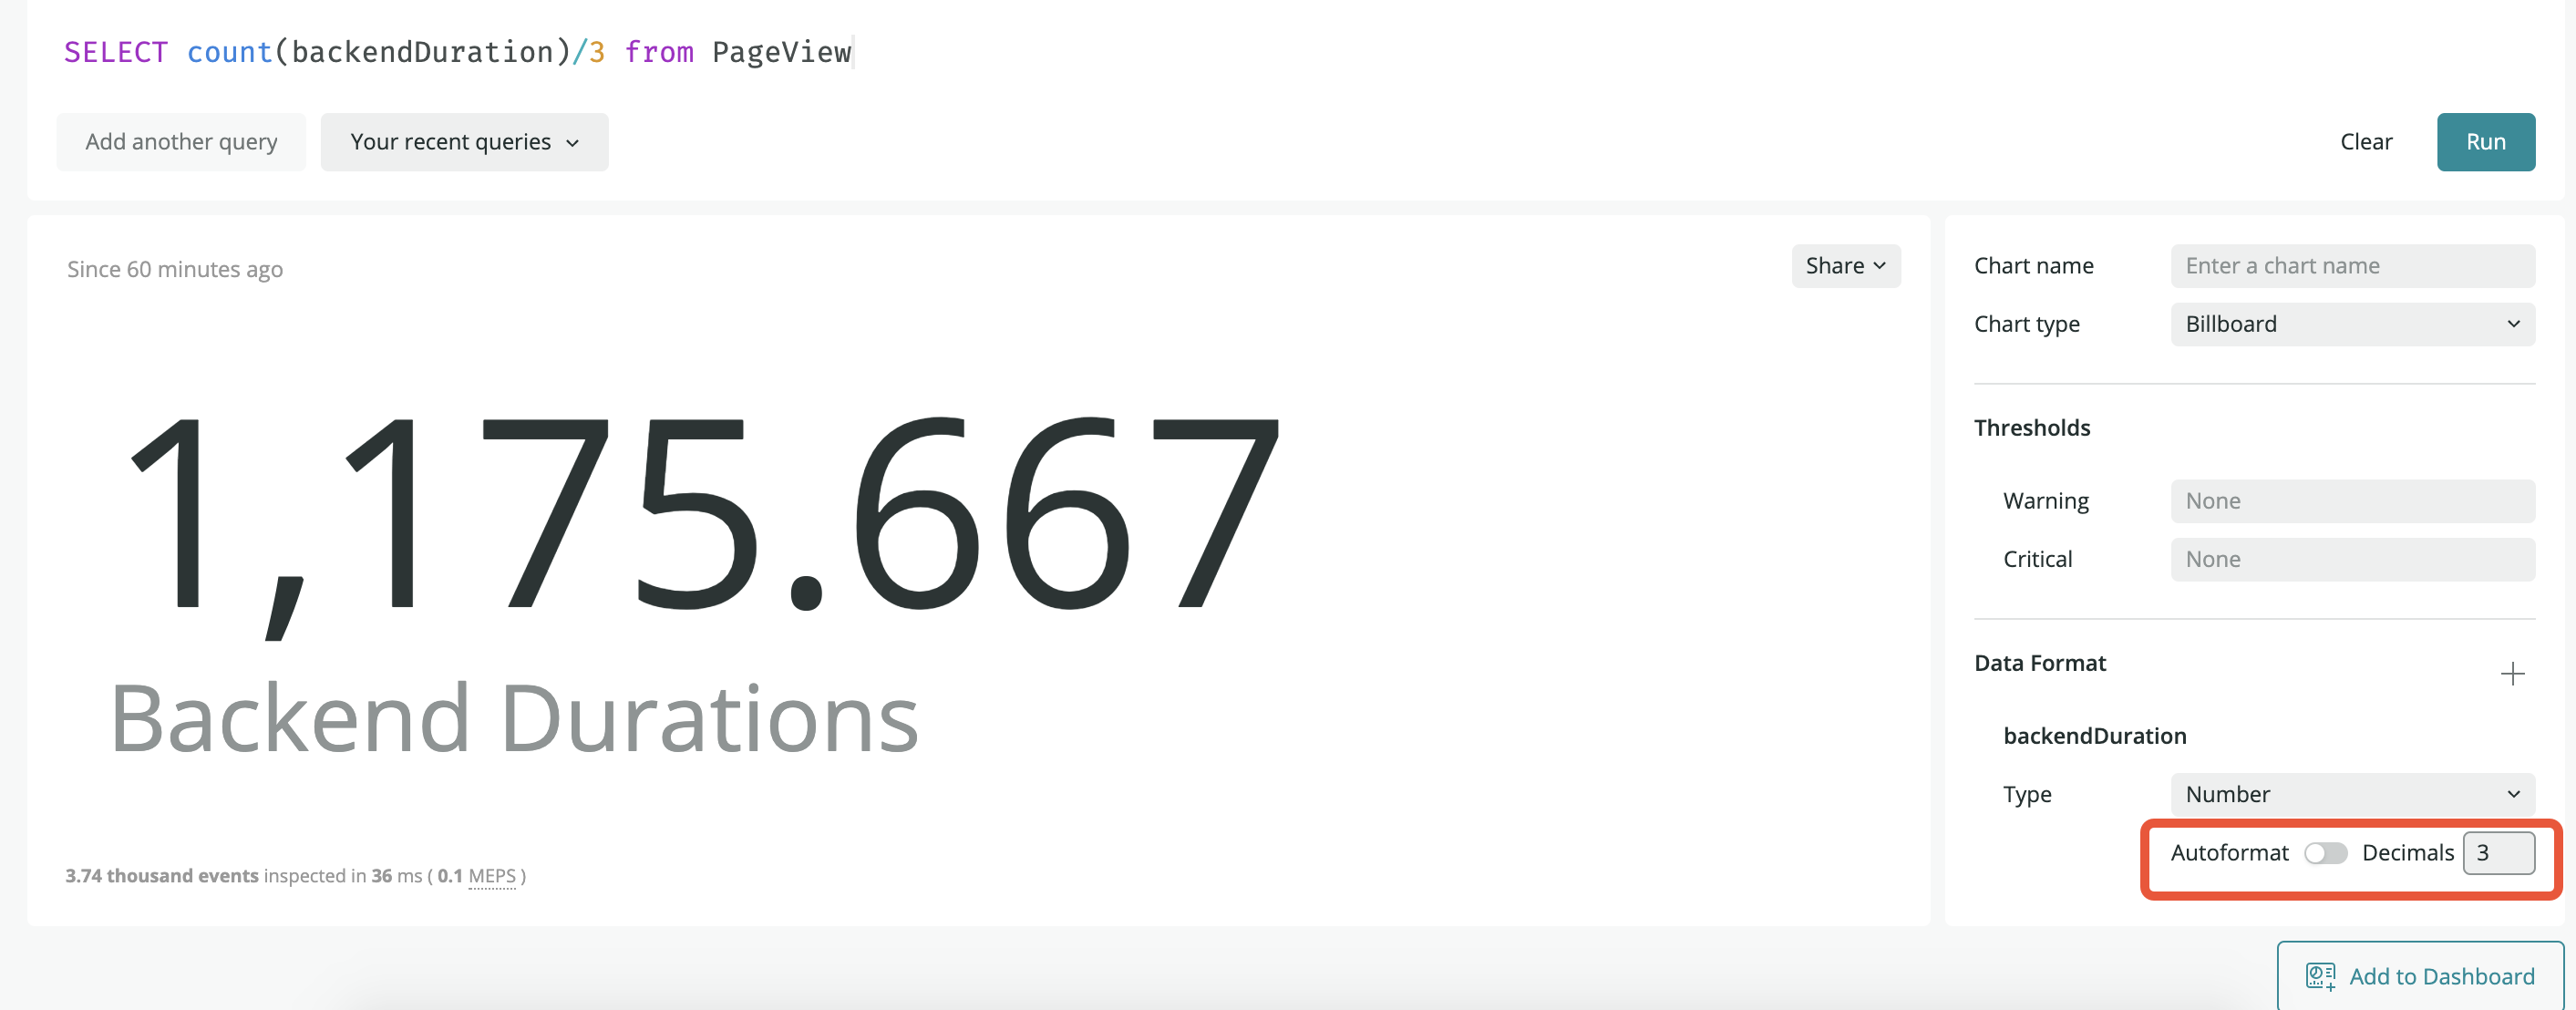 SELECT count(backendDuration)/3 from PageView
Add another query
Your recent queries
Clear
Run
Since 60 minutes ago
Share
1,175.667
Backend Durations
3.74 thousand events inspected in 36 ms ( 0.1 MEPS )
Chart name
Enter a chart name
Chart type
Billboard
Thresholds
Warning
None
Critical
None
Data Format
backendDuration
Type
Number
Autoformat
Decimals
3
Add to Dashboard